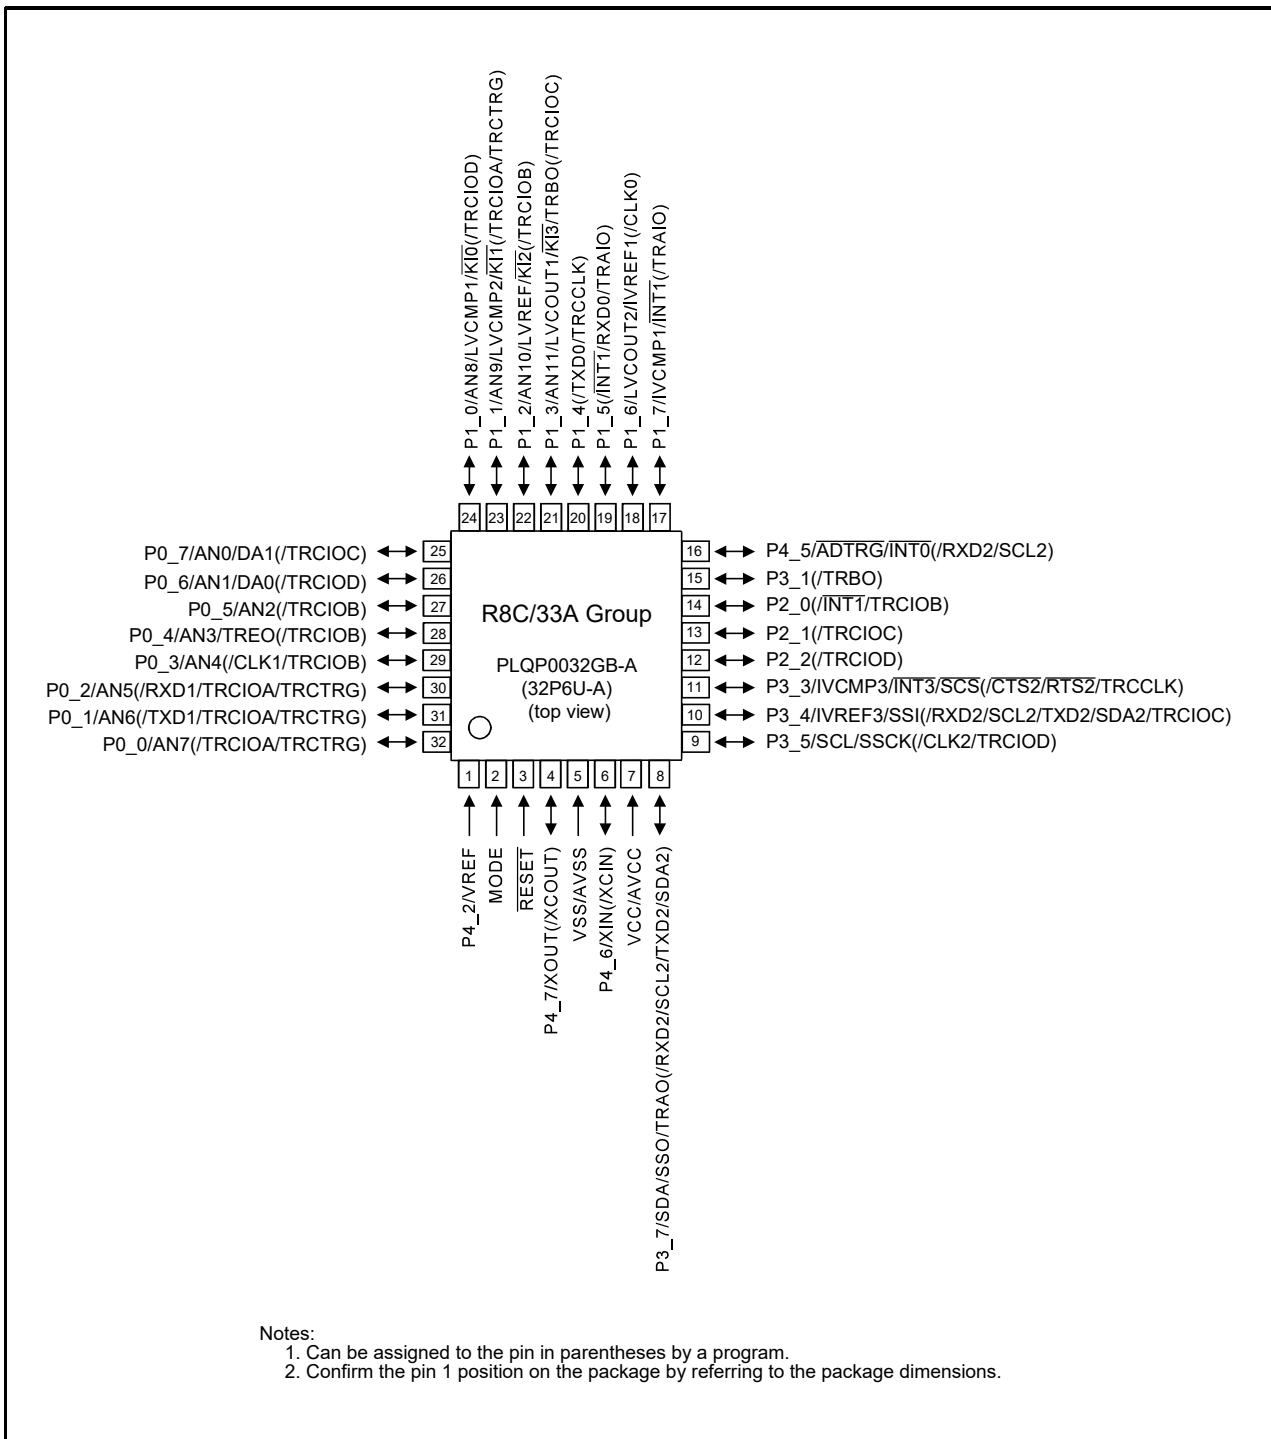 P1_0/AN8/LVCMP1/KI0(/TRCIOD)
P1_1/AN9/LVCMP2/KI1(/TRCIOA/TRCTRG)
P1_2/AN10/LVREF/KI2(/TRCIOB)
P1_3/AN11/LVCOUT1/KI3/TRBO(/TRCIOC)
P1_4(/TXD0/TRCCLK)
P1_5(/INT1/RXD0/TRAIO)
P1_6/LVCOUT2/IVREF1(/CLK0)
P1_7/IVCMP1/INT1(/TRAIO)
24 23 22 21 20 19 18 17
P0_7/AN0/DA1(/TRCIOC) 25
P0_6/AN1/DA0(/TRCIOD) 26
P0_5/AN2(/TRCIOB) 27
P0_4/AN3/TREO(/TRCIOB) 28
P0_3/AN4(/CLK1/TRCIOB) 29
P0_2/AN5(/RXD1/TRCIOA/TRCTRG) 30
P0_1/AN6(/TXD1/TRCIOA/TRCTRG) 31
P0_0/AN7(/TRCIOA/TRCTRG) 32
R8C/33A Group
PLQP0032GB-A
(32P6U-A)
(top view)
16 P4_5/ADTRG/INT0(/RXD2/SCL2)
15 P3_1(/TRBO)
14 P2_0(/INT1/TRCIOB)
13 P2_1(/TRCIOC)
12 P2_2(/TRCIOD)
11 P3_3/IVCMP3/INT3/SCS(/CTS2/RTS2/TRCCLK)
10 P3_4/IVREF3/SSI(/RXD2/SCL2/TXD2/SDA2/TRCIOC)
9 P3_5/SCL/SSCK(/CLK2/TRCIOD)
1 2 3 4 5 6 7 8
P4_2/VREF
MODE
RESET
P4_7/XOUT(/XCOUT)
VSS/AVSS
P4_6/XIN(/XCIN)
VCC/AVCC
P3_7/SDA/SSO/TRAO(/RXD2/SCL2/TXD2/SDA2)
Notes:
1. Can be assigned to the pin in parentheses by a program.
2. Confirm the pin 1 position on the package by referring to the package dimensions.